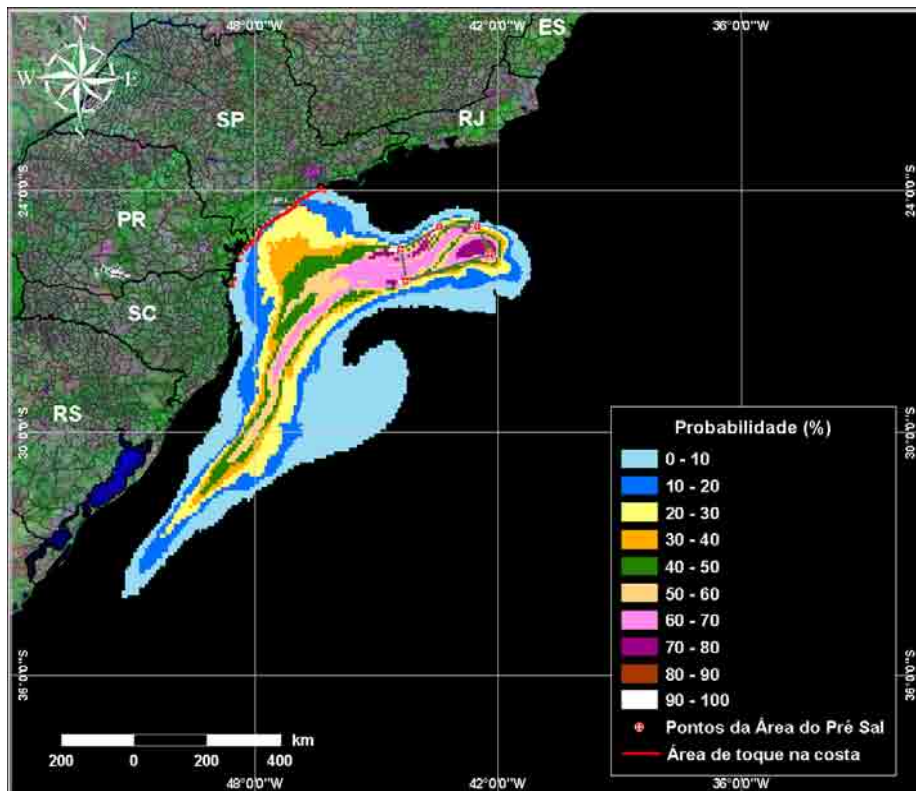 48°0'0"W
42°0'0"W
36°0'0"W
ES
N
W
E
S
SP
RJ
24°0'0"S
24°0'0"S
PR
SC
RS
30°0'0"S
30°0'0"S
Probabilidade (%)
0 - 10
10 - 20
20 - 30
30 - 40
40 - 50
50 - 60
60 - 70
70 - 80
80 - 90
90 - 100
Pontos da Área do Pré Sal
Área de toque na costa
36°0'0"S
36°0'0"S
km
200 0 200 400
48°0'0"W
42°0'0"W
36°0'0"W